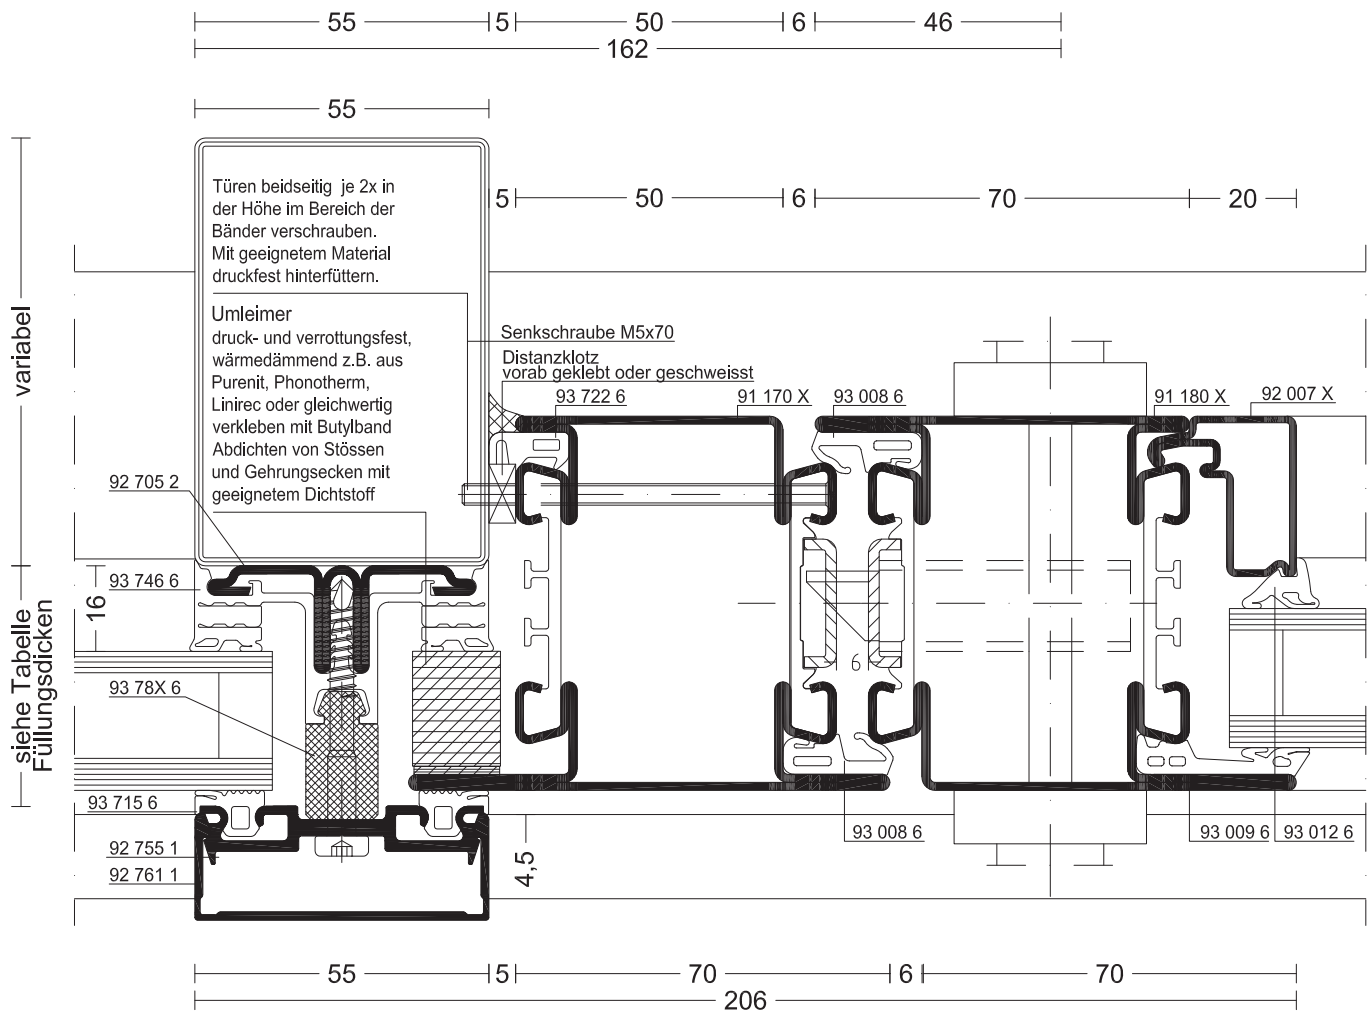 55 5 50 6 46
162
55
5 50 6 70 20
Türen beidseitig je 2x in
der Höhe im Bereich der
Bänder verschrauben.
Mit geeignetem Material
druckfest hinterfüttern.
Umleimer
druck- und verrottungsfest,
wärmedämmend z.B. aus
Purenit, Phonotherm,
Linirec oder gleichwertig
verkleben mit Butylband
Abdichten von Stössen
und Gehrungsecken mit
geeignetem Dichtstoff
variabel
Senkschraube M5x70
Distanzklotz
vorab geklebt oder geschweisst
93 722 6 91 170 X 93 008 6 91 180 X 92 007 X
92 705 2
93 746 6
16
siehe Tabelle
Füllungsdicken
6
93 78X 6
93 715 6
93 008 6 93 009 6 93 012 6
92 755 1
92 761 1
4,5
55 5 70 6 70
206